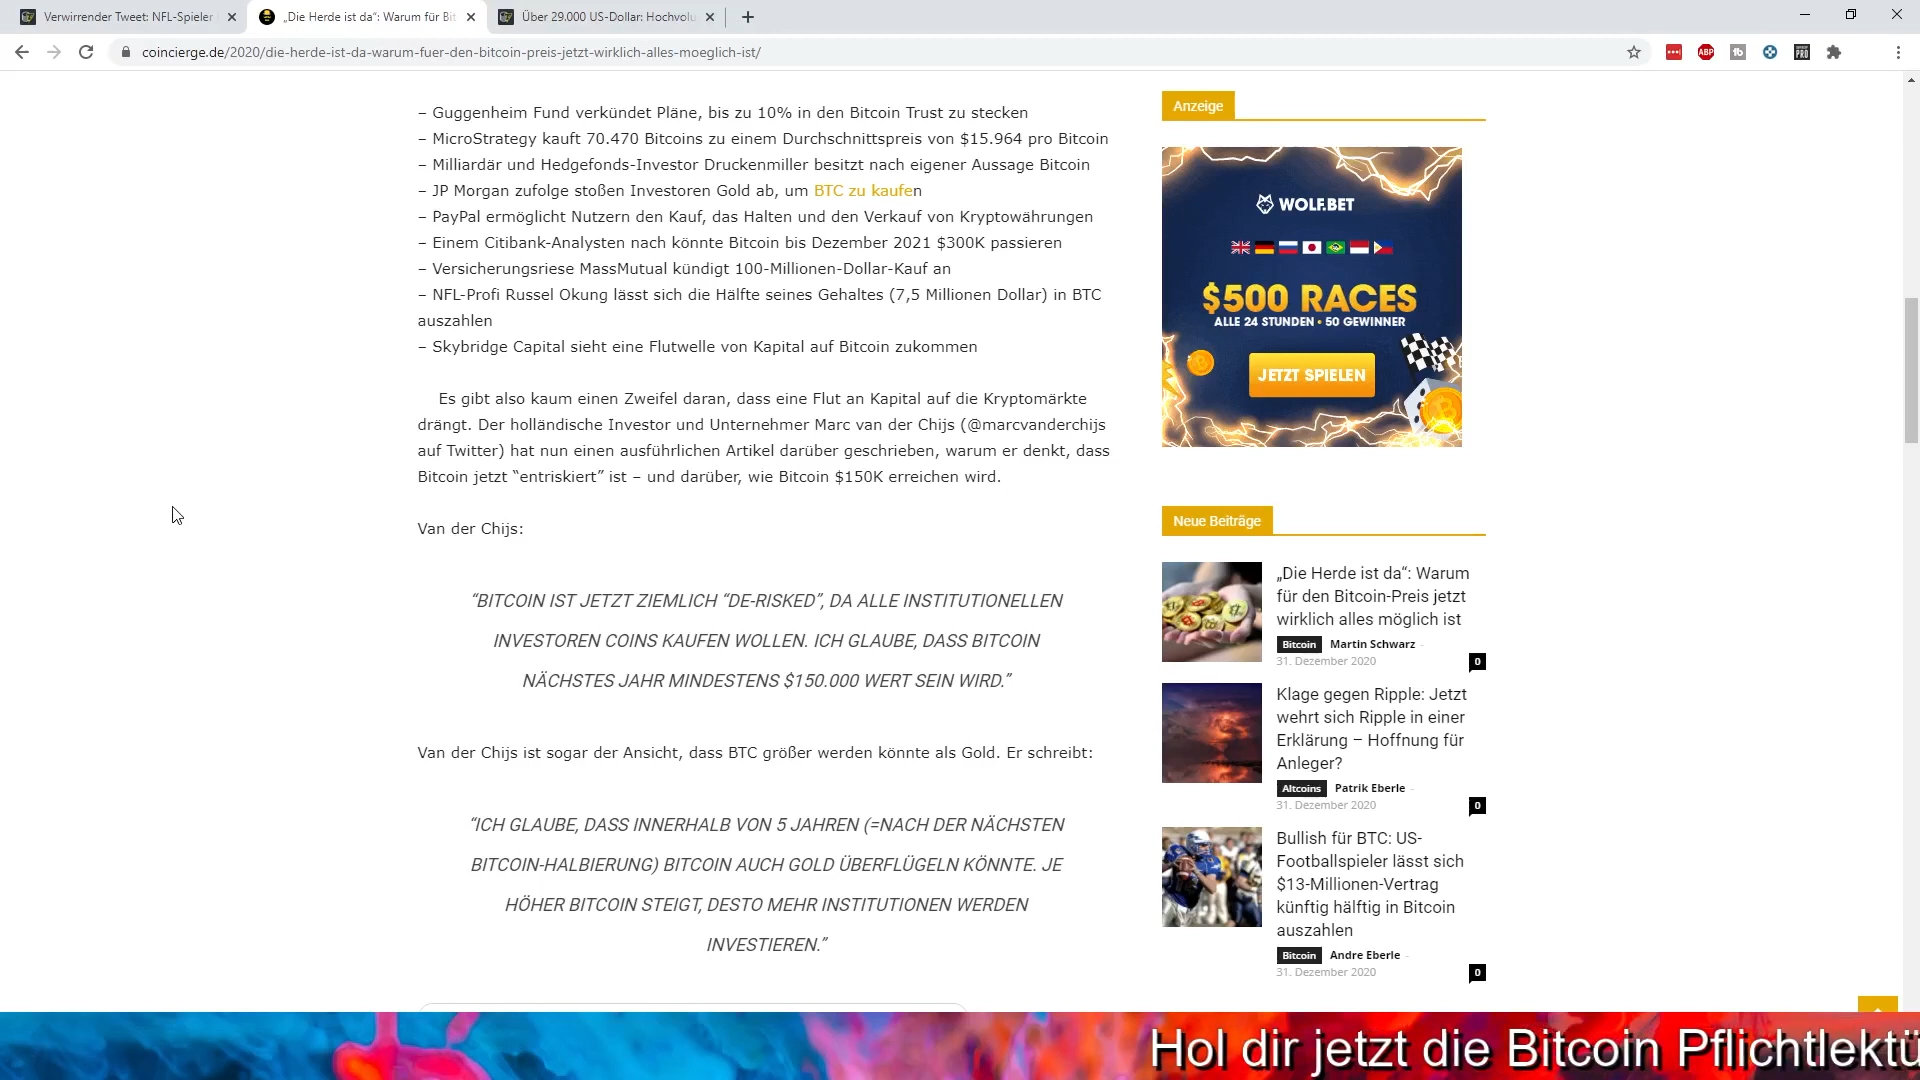 Verwirrender Tweet: NFL-Spieler
„Die Herde ist da“: Warum für Bit
Über 29.000 US-Dollar: Hochvolu
coincierge.de/2020/die-herde-ist-da-warum-fuer-den-bitcoin-preis-jetzt-wirklich-alles-moeglich-ist/
ABP
PRO
– Guggenheim Fund verkündet Pläne, bis zu 10% in den Bitcoin Trust zu stecken
– MicroStrategy kauft 70.470 Bitcoins zu einem Durchschnittspreis von $15.964 pro Bitcoin
– Milliardär und Hedgefonds-Investor Druckenmiller besitzt nach eigener Aussage Bitcoin
– JP Morgan zufolge stoßen Investoren Gold ab, um BTC zu kaufen
– PayPal ermöglicht Nutzern den Kauf, das Halten und den Verkauf von Kryptowährungen
– Einem Citibank-Analysten nach könnte Bitcoin bis Dezember 2021 $300K passieren
– Versicherungsriese MassMutual kündigt 100-Millionen-Dollar-Kauf an
– NFL-Profi Russel Okung lässt sich die Hälfte seines Gehaltes (7,5 Millionen Dollar) in BTC
auszahlen
– Skybridge Capital sieht eine Flutwelle von Kapital auf Bitcoin zukommen
Es gibt also kaum einen Zweifel daran, dass eine Flut an Kapital auf die Kryptomärkte
drängt. Der holländische Investor und Unternehmer Marc van der Chijs (@marcvanderchijs
auf Twitter) hat nun einen ausführlichen Artikel darüber geschrieben, warum er denkt, dass
Bitcoin jetzt “entriskiert” ist – und darüber, wie Bitcoin $150K erreichen wird.
Van der Chijs:
“BITCOIN IST JETZT ZIEMLICH “DE-RISKED”, DA ALLE INSTITUTIONELLEN
INVESTOREN COINS KAUFEN WOLLEN. ICH GLAUBE, DASS BITCOIN
NÄCHSTES JAHR MINDESTENS $150.000 WERT SEIN WIRD.”
Van der Chijs ist sogar der Ansicht, dass BTC größer werden könnte als Gold. Er schreibt:
“ICH GLAUBE, DASS INNERHALB VON 5 JAHREN (=NACH DER NÄCHSTEN
BITCOIN-HALBIERUNG) BITCOIN AUCH GOLD ÜBERFLÜGELN KÖNNTE. JE
HÖHER BITCOIN STEIGT, DESTO MEHR INSTITUTIONEN WERDEN
INVESTIEREN.”
Anzeige
WOLF.BET
$500 RACES
ALLE 24 STUNDEN • 50 GEWINNER
JETZT SPIELEN
Neue Beiträge
„Die Herde ist da“: Warum
für den Bitcoin-Preis jetzt
wirklich alles möglich ist
Bitcoin Martin Schwarz -
31. Dezember 2020
0
Klage gegen Ripple: Jetzt
wehrt sich Ripple in einer
Erklärung – Hoffnung für
Anleger?
Altcoins Patrik Eberle -
31. Dezember 2020
0
Bullish für BTC: US-
Footballspieler lässt sich
$13-Millionen-Vertrag
künftig hälftig in Bitcoin
auszahlen
Bitcoin Andre Eberle -
31. Dezember 2020
0
Hol dir jetzt die Bitcoin Pflichtlektü